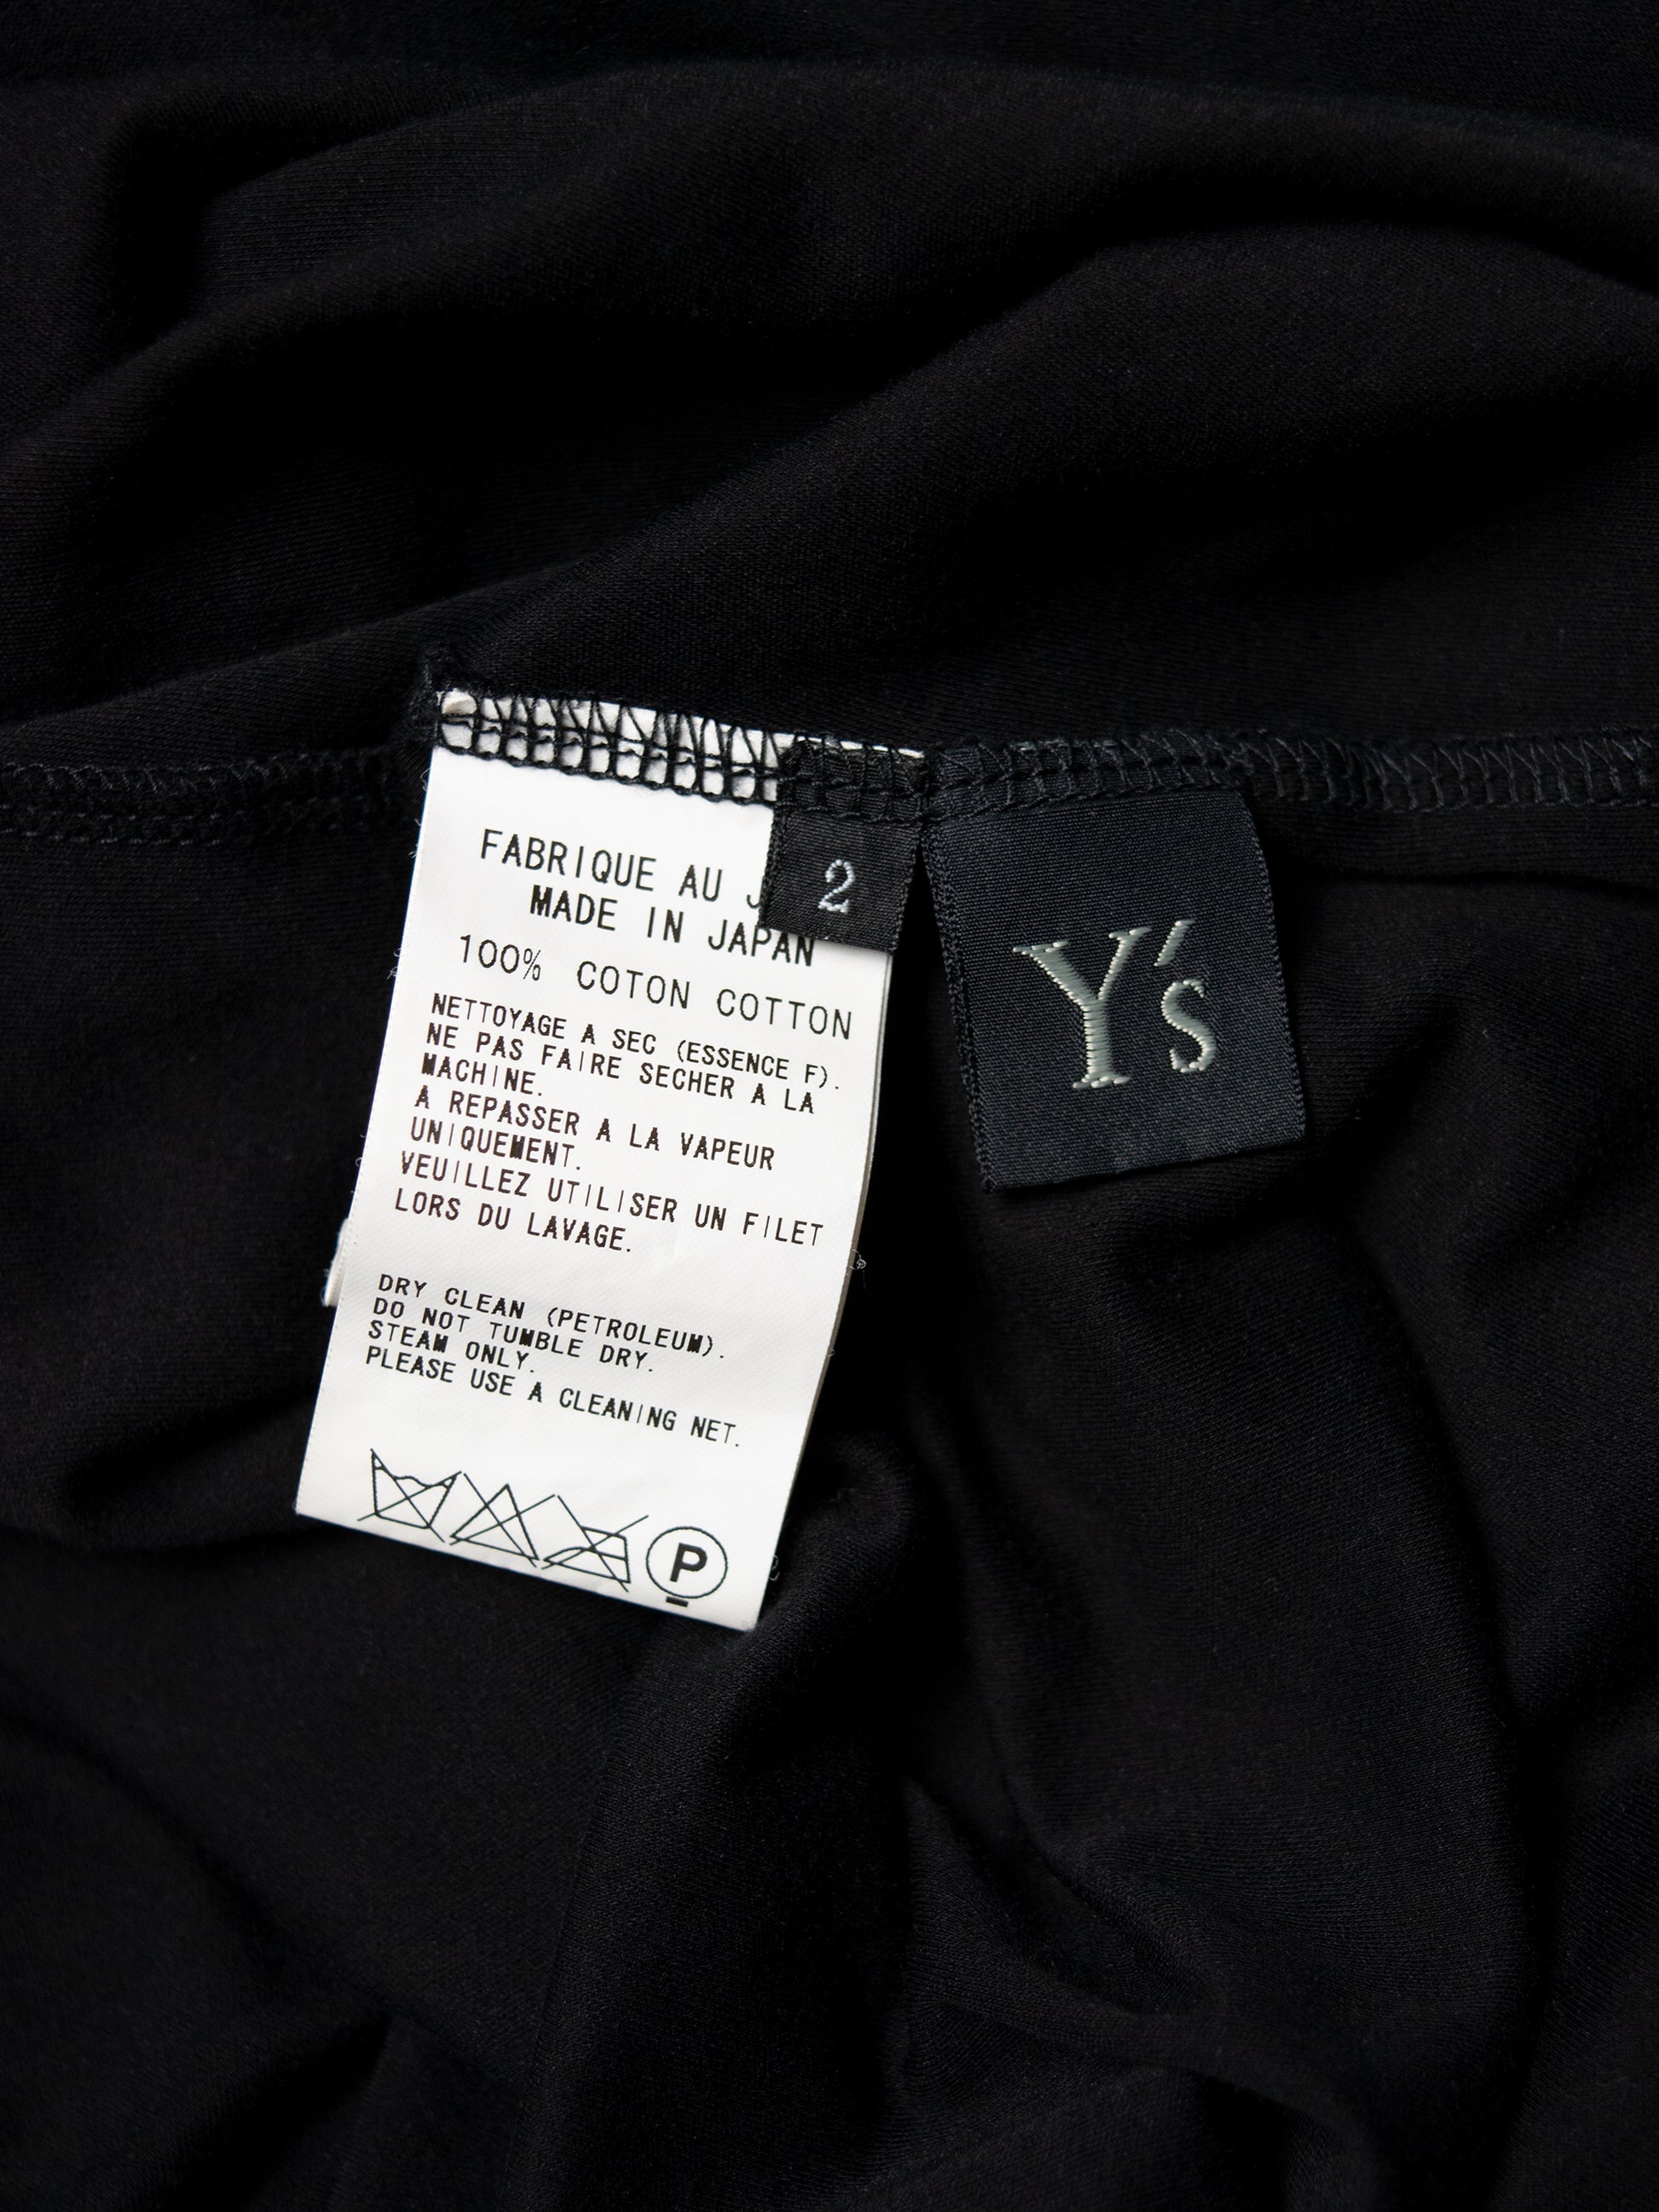 FABRIQUE AU
MADE IN JAPAN
100% COTON COTTON
NETTOYAGE A SEC (ESSENCE F).
NE PAS FAIRE SECHER A LA
MACHINE.
A REPASSER A LA VAPEUR
UNIQUEMENT.
VEUILLEZ UTILISER UN FILET
LORS DU LAVAGE.
DRY CLEAN (PETROLEUM).
DO NOT TUMBLE DRY.
STEAM ONLY.
PLEASE USE A CLEANING NET.
P
2
Y's